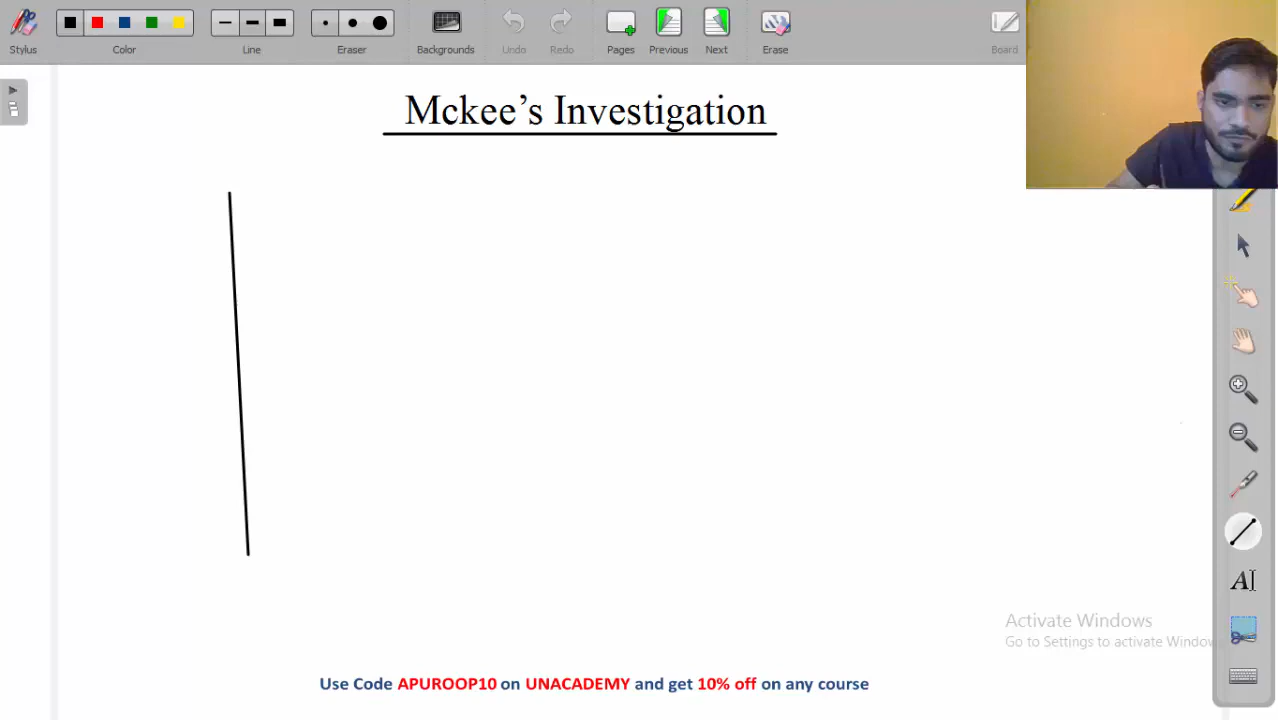 Stylus Color Line Eraser Backgrounds Undo Redo Pages Previous Next Erase Board
Mckee's Investigation
A
Activate Windows
Go to Settings to activate Window
Use Code APUROOP10 on UNACADEMY and get 10% off on any course